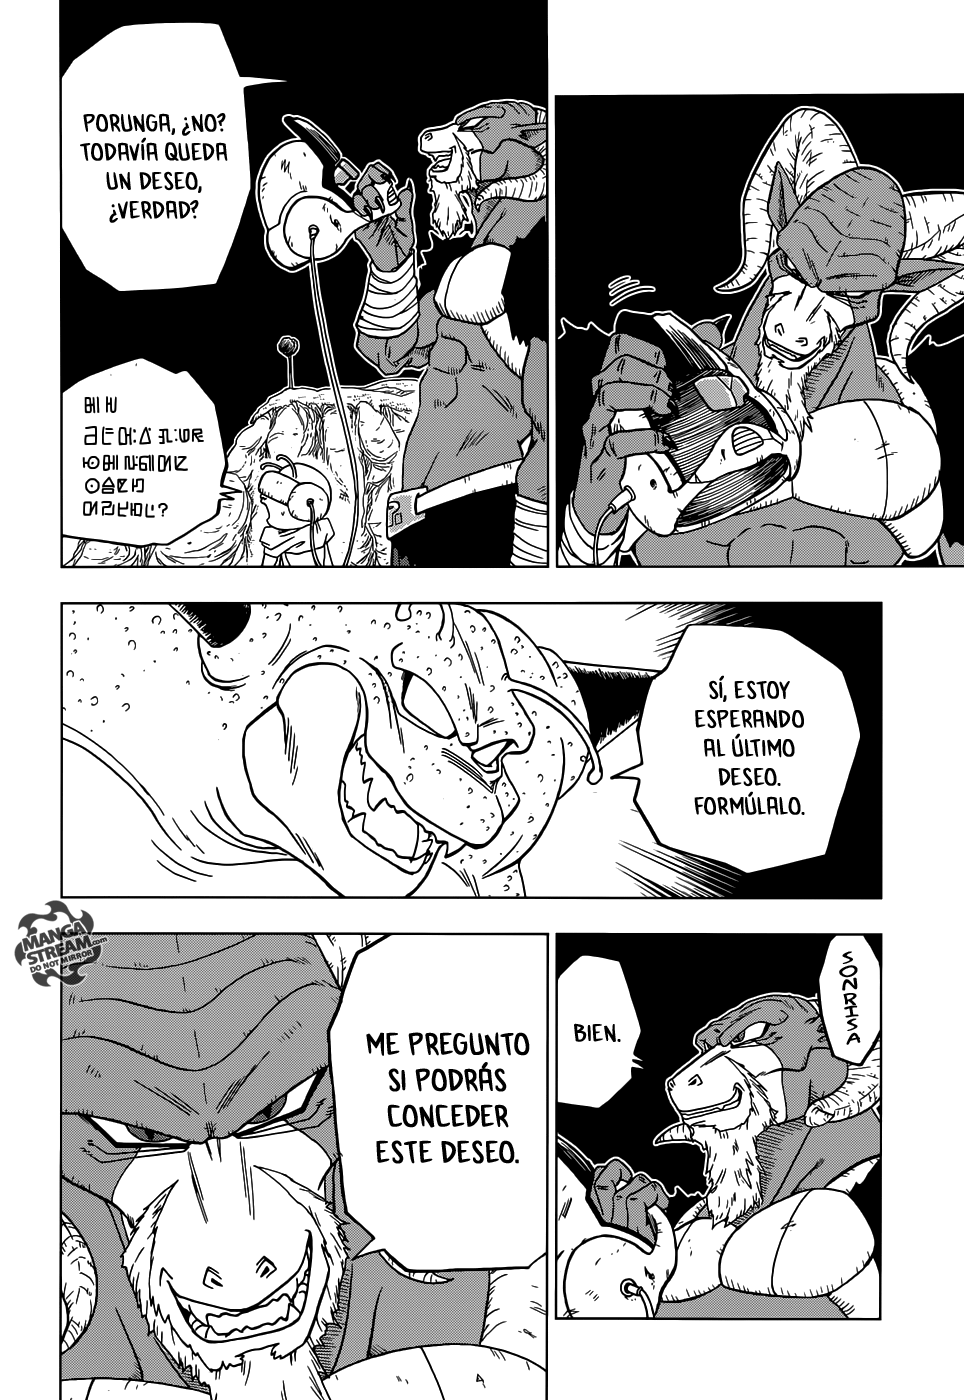 PORUNGA, ¿NO?
TODAVÍA QUEDA
UN DESEO,
¿VERDAD?
SÍ, ESTOY
ESPERANDO
AL ÚLTIMO
DESEO.
FORMÚLALO.
SONRISA
BIEN.
ME PREGUNTO
SI PODRÁS
CONCEDER
ESTE DESEO.
MANGA
STREAM.com
DO NOT MIRROR